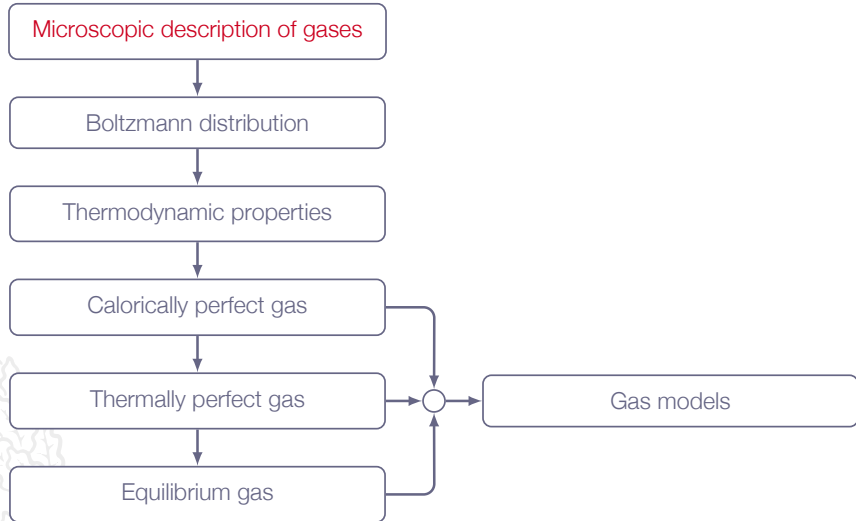 Microscopic description of gases
Boltzmann distribution
Thermodynamic properties
Calorically perfect gas
Thermally perfect gas
Gas models
Equilibrium gas